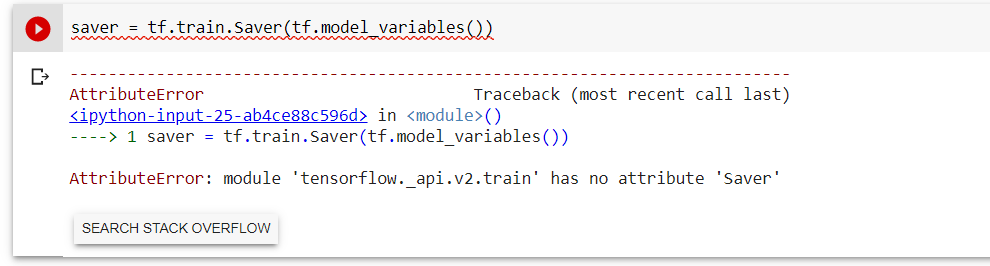 saver = tf.train.Saver(tf.model_variables())
---------------------------------------------------------------------------
AttributeError                            Traceback (most recent call last)
<ipython-input-25-ab4ce88c596d> in <module>()
----> 1 saver = tf.train.Saver(tf.model_variables())
AttributeError: module 'tensorflow._api.v2.train' has no attribute 'Saver'
SEARCH STACK OVERFLOW